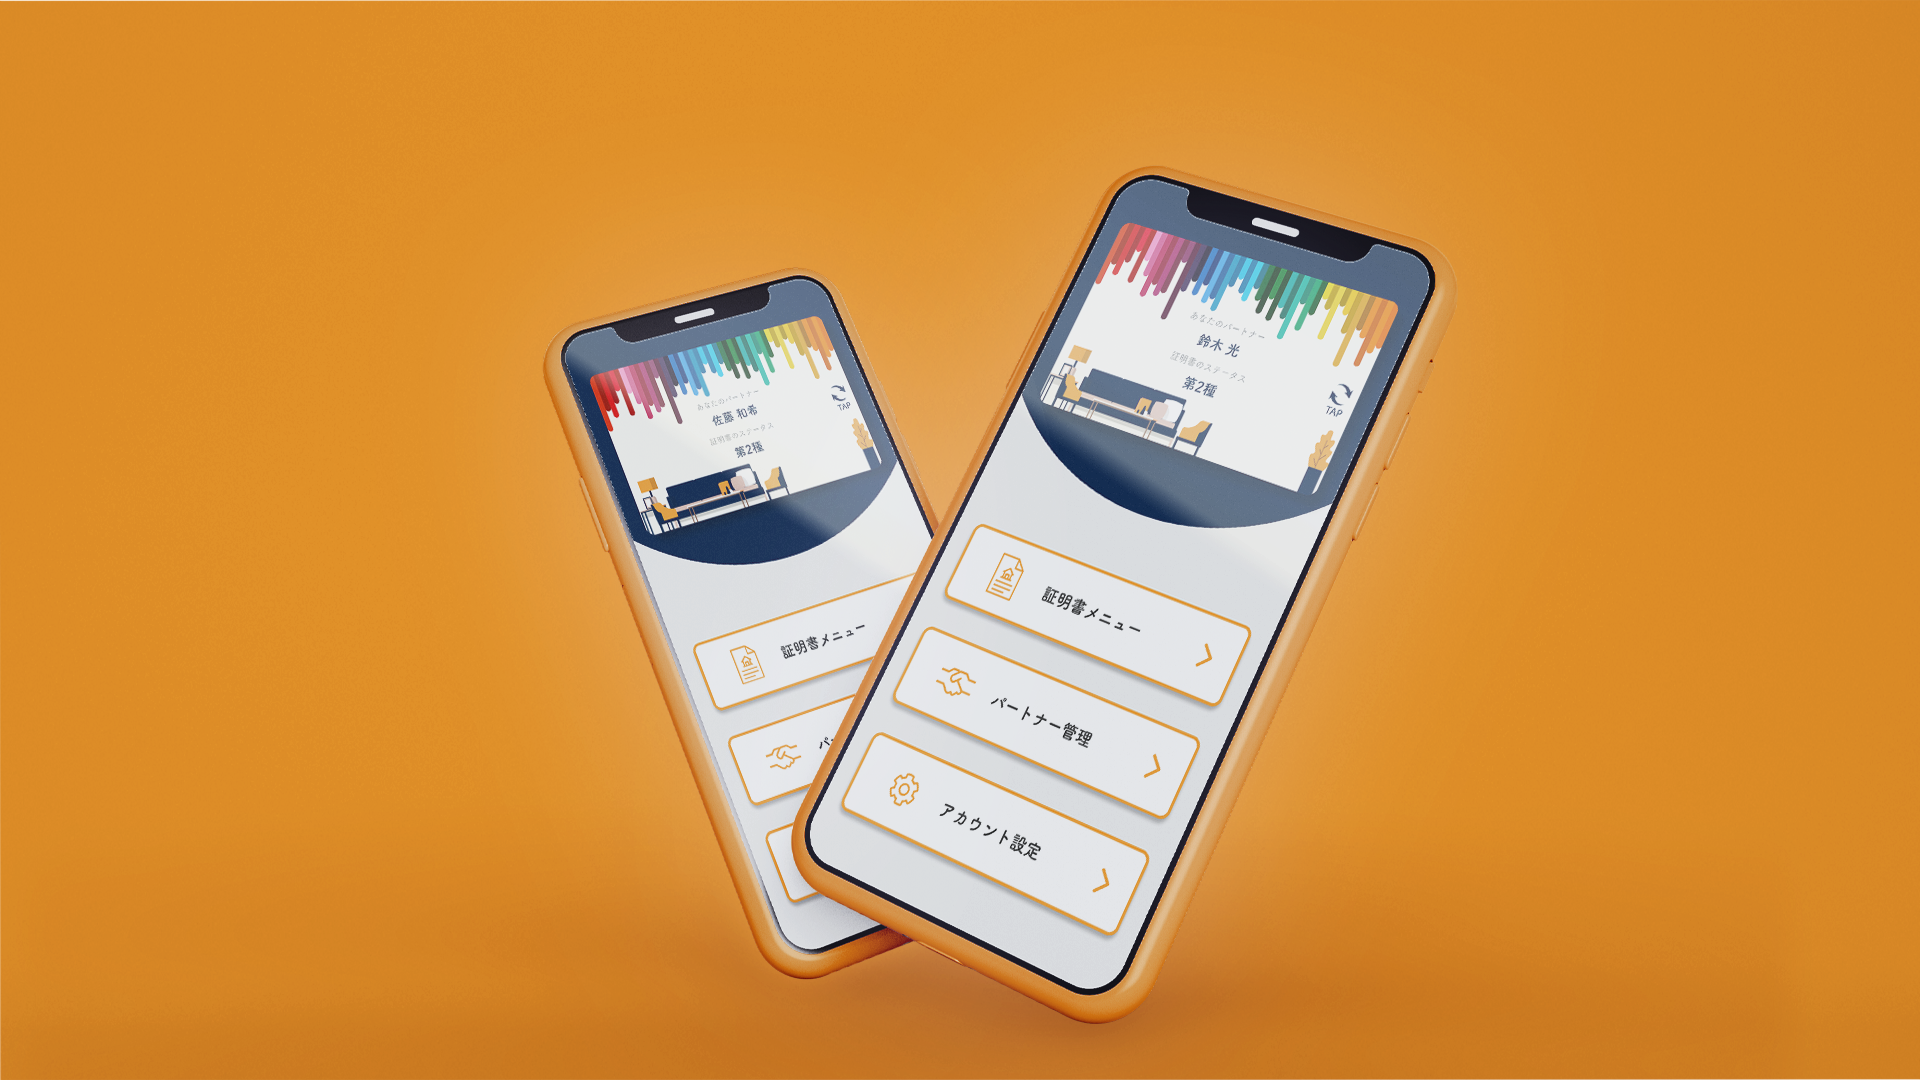 あなたのパートナー
佐藤 和希
証明書のステータス
第2種
TAP
証明書メニュー
パ
あなたのパートナー
鈴木 光
証明書のステータス
第2種
TAP
証明書メニュー
パートナー管理
アカウント設定